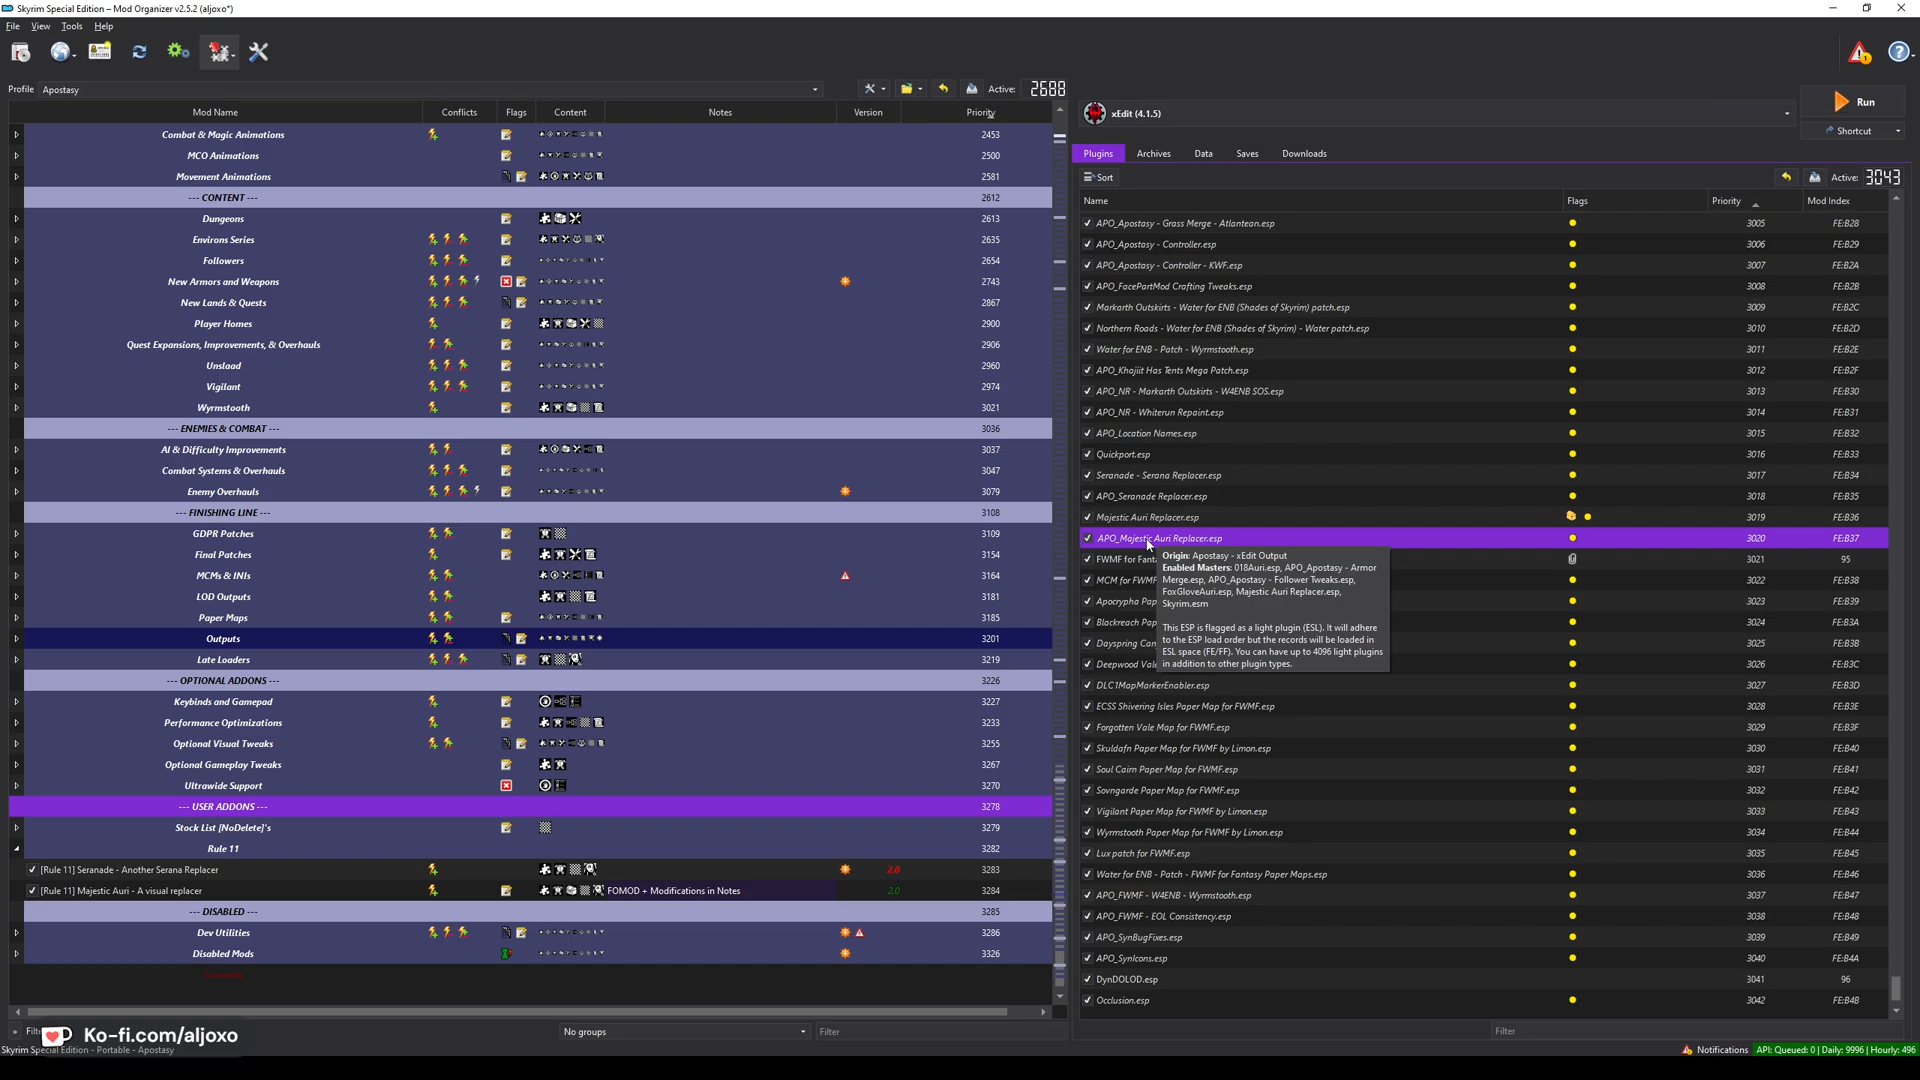 Skyrim Special Edition – Mod Organizer v2.5.2 (aljoxo*)
File View Tools Help
Profile Apostasy Active: 2688
Mod Name Conflicts Flags Content Notes Version Priority
Combat & Magic Animations 2453
MCO Animations 2500
Movement Animations 2581
--- CONTENT --- 2612
Dungeons 2613
Environs Series 2635
Followers 2654
New Armors and Weapons 2743
New Lands & Quests 2867
Player Homes 2900
Quest Expansions, Improvements, & Overhauls 2906
Unslaad 2960
Vigilant 2974
Wyrmstooth 3021
--- ENEMIES & COMBAT --- 3036
AI & Difficulty Improvements 3037
Combat Systems & Overhauls 3047
Enemy Overhauls 3079
--- FINISHING LINE --- 3108
GDPR Patches 3109
Final Patches 3154
MCMs & INIs 3164
LOD Outputs 3181
Paper Maps 3185
Outputs 3201
Late Loaders 3219
--- OPTIONAL ADDONS --- 3226
Keybinds and Gamepad 3227
Performance Optimizations 3233
Optional Visual Tweaks 3255
Optional Gameplay Tweaks 3267
Ultrawide Support 3270
--- USER ADDONS --- 3278
Stock List [NoDelete]'s 3279
Rule 11 3282
[Rule 11] Seranade - Another Serana Replacer 2.0 3283
[Rule 11] Majestic Auri - A visual replacer FOMOD + Modifications in Notes 2.0 3284
--- DISABLED --- 3285
Dev Utilities 3286
Disabled Mods 3326
Filt
No groups
Filter
Ko-fi.com/aljoxo
Skyrim Special Edition - Portable - Apostasy
xEdit (4.1.5)
Run
Shortcut
Plugins Archives Data Saves Downloads
Sort Active: 3043
Name Flags Priority Mod Index
APO_Apostasy - Grass Merge - Atlantean.esp 3005 FE:B28
APO_Apostasy - Controller.esp 3006 FE:B29
APO_Apostasy - Controller - KWF.esp 3007 FE:B2A
APO_FacePartMod Crafting Tweaks.esp 3008 FE:B2B
Markarth Outskirts - Water for ENB (Shades of Skyrim) patch.esp 3009 FE:B2C
Northern Roads - Water for ENB (Shades of Skyrim) - Water patch.esp 3010 FE:B2D
Water for ENB - Patch - Wyrmstooth.esp 3011 FE:B2E
APO_Khajiit Has Tents Mega Patch.esp 3012 FE:B2F
APO_NR - Markarth Outskirts - W4ENB SOS.esp 3013 FE:B30
APO_NR - Whiterun Repaint.esp 3014 FE:B31
APO_Location Names.esp 3015 FE:B32
Quickport.esp 3016 FE:B33
Seranade - Serana Replacer.esp 3017 FE:B34
APO_Seranade Replacer.esp 3018 FE:B35
Majestic Auri Replacer.esp 3019 FE:B36
APO_Majestic Auri Replacer.esp 3020 FE:B37
FWMF for Fanta 3021 95
MCM for FWMF 3022 FE:B38
Apocrypha Pap 3023 FE:B39
Blackreach Pap 3024 FE:B3A
Dayspring Can 3025 FE:B3B
Deepwood Vale 3026 FE:B3C
Origin: Apostasy - xEdit Output
Enabled Masters: 018Auri.esp, APO_Apostasy - Armor
Merge.esp, APO_Apostasy - Follower Tweaks.esp,
FoxGloveAuri.esp, Majestic Auri Replacer.esp,
Skyrim.esm
This ESP is flagged as a light plugin (ESL). It will adhere
to the ESP load order but the records will be loaded in
ESL space (FE/FF). You can have up to 4096 light plugins
in addition to other plugin types.
DLC1MapMarkerEnabler.esp 3027 FE:B3D
ECSS Shivering Isles Paper Map for FWMF.esp 3028 FE:B3E
Forgotten Vale Map for FWMF.esp 3029 FE:B3F
Skuldafn Paper Map for FWMF by Limon.esp 3030 FE:B40
Soul Cairn Paper Map for FWMF.esp 3031 FE:B41
Sovngarde Paper Map for FWMF.esp 3032 FE:B42
Vigilant Paper Map for FWMF by Limon.esp 3033 FE:B43
Wyrmstooth Paper Map for FWMF by Limon.esp 3034 FE:B44
Lux patch for FWMF.esp 3035 FE:B45
Water for ENB - Patch - FWMF for Fantasy Paper Maps.esp 3036 FE:B46
APO_FWMF - W4ENB - Wyrmstooth.esp 3037 FE:B47
APO_FWMF - EOL Consistency.esp 3038 FE:B48
APO_SynBugFixes.esp 3039 FE:B49
APO_SynIcons.esp 3040 FE:B4A
DynDOLOD.esp 3041 96
Occlusion.esp 3042 FE:B4B
Filter
Notifications API: Queued: 0 | Daily: 9996 | Hourly: 496